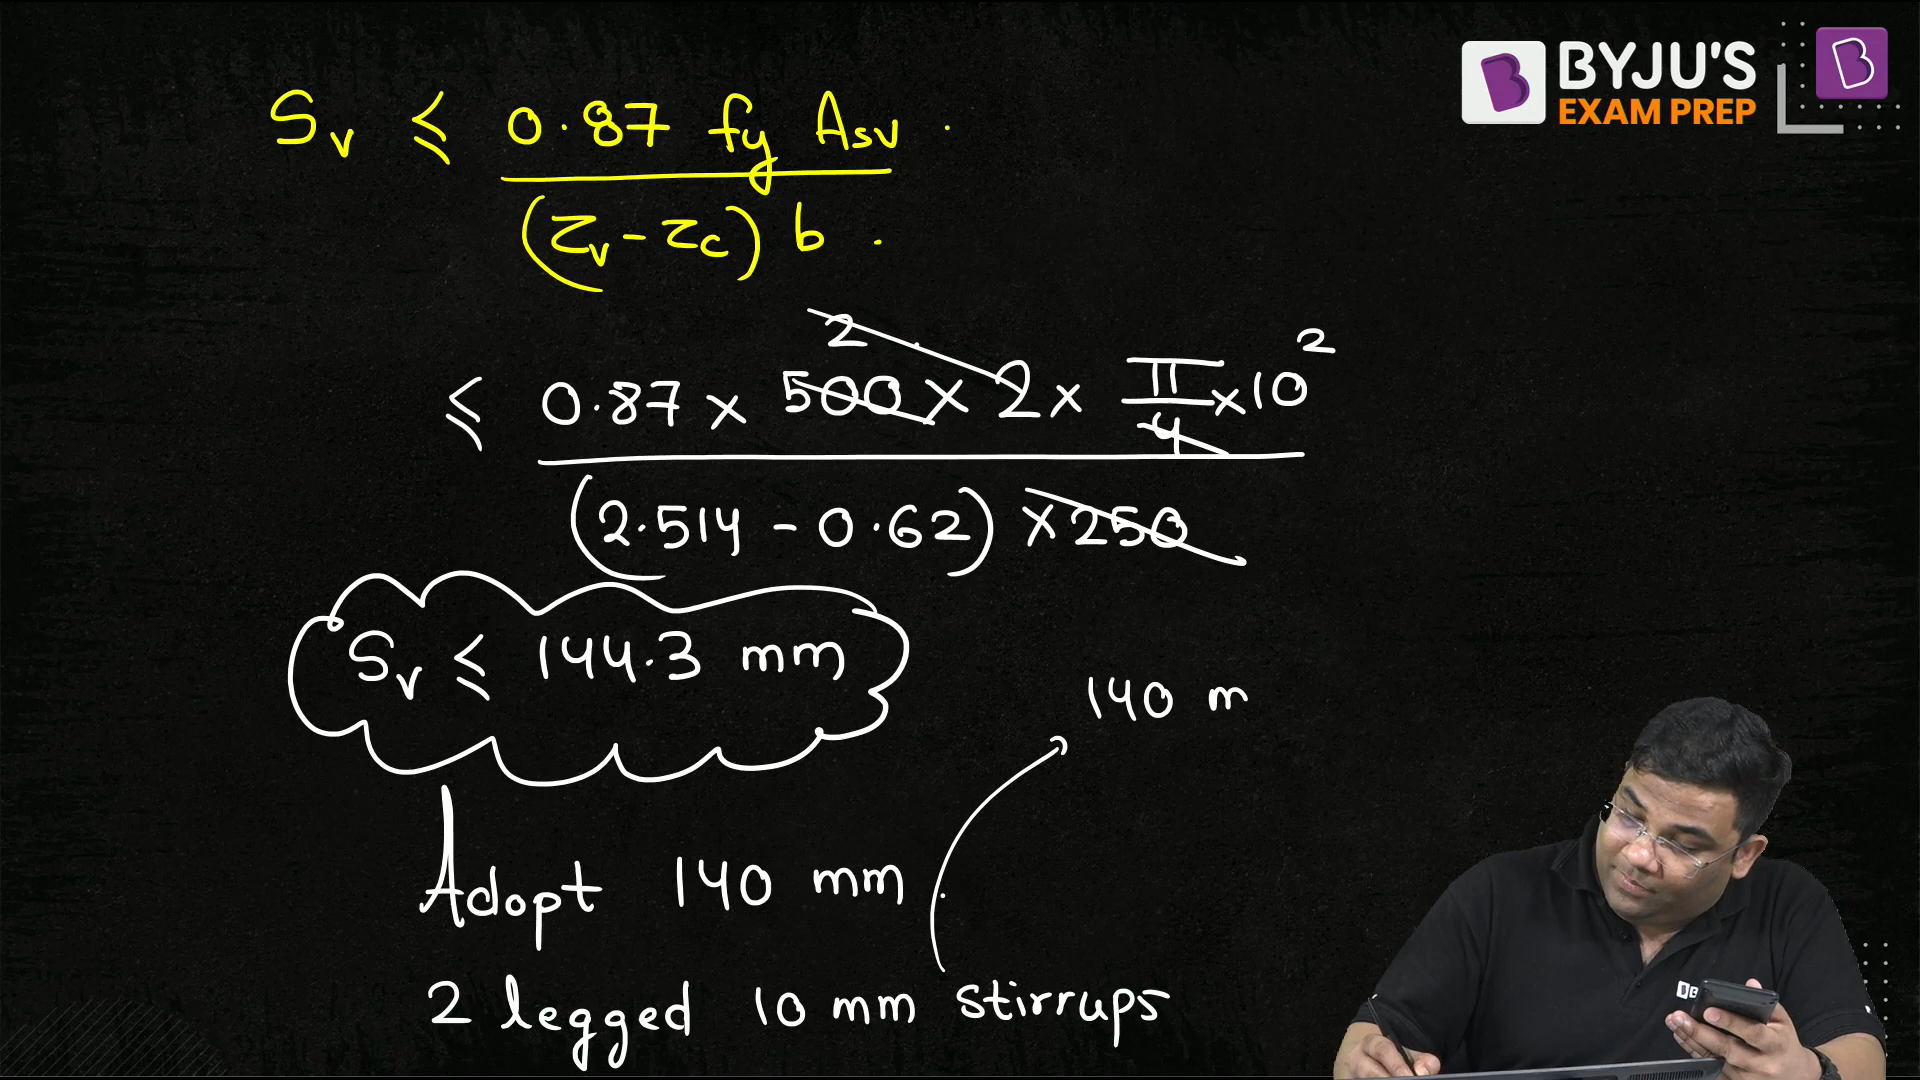 BYJU'S
EXAM PREP
Sv ≤ 0.87 fy Asv
(τv - τc) b
2
≤ 0.87 × 500 × 2 × π/4 × 10²
(2.514 - 0.62) × 250
Sv ≤ 144.3 mm
140 m
Adopt 140 mm
2 legged 10 mm stirrups